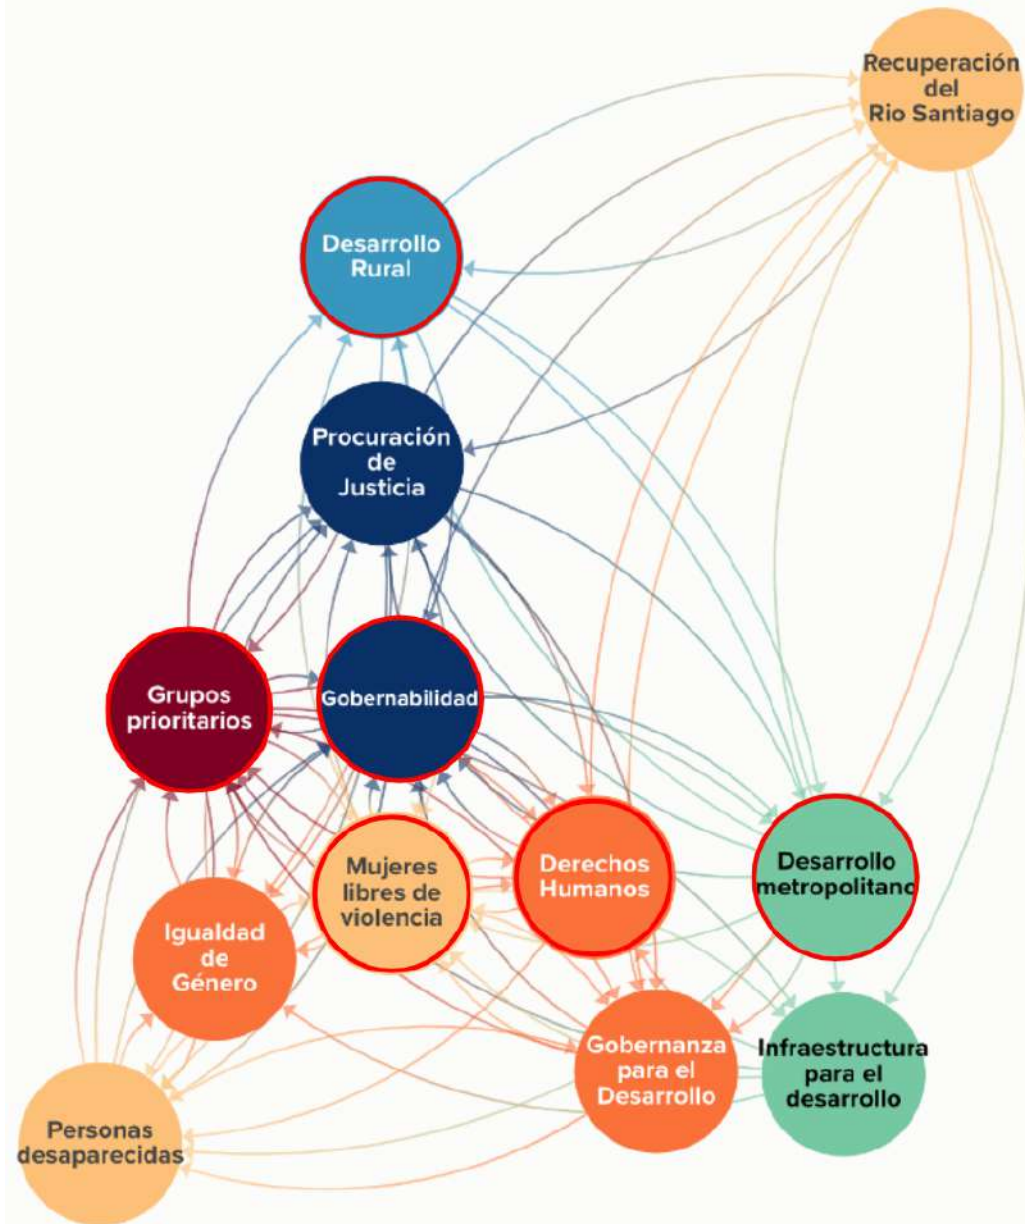 Recuperación
del
Rio Santiago
Desarrollo
Rural
Procuración
de
Justicia
Grupos
prioritarios
Gobernabilidad
Mujeres
libres de
violencia
Derechos
Humanos
Desarrollo
metropolitano
Igualdad
de
Género
Gobernanza
para el
Desarrollo
Infraestructura
para el
desarrollo
Personas
desaparecidas